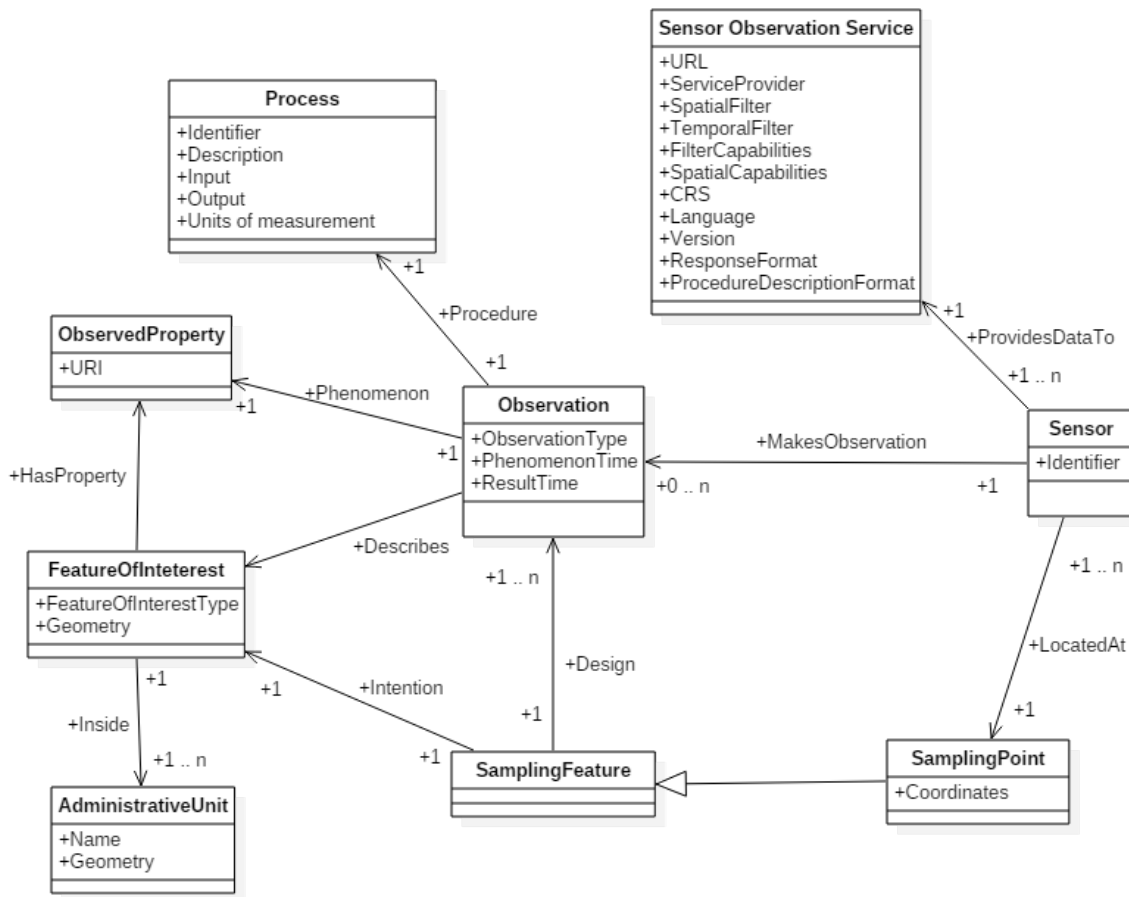 Sensor Observation Service
+URL
+ServiceProvider
+SpatialFilter
+TemporalFilter
+FilterCapabilities
+SpatialCapabilities
+CRS
+Language
+Version
+ResponseFormat
+ProcedureDescriptionFormat
Process
+Identifier
+Description
+Input
+Output
+Units of measurement
+1
+Procedure
+1
+1
+ProvidesDataTo
+1 .. n
ObservedProperty
+URI
+1
+Phenomenon
+1
Observation
+ObservationType
+PhenomenonTime
+ResultTime
+MakesObservation
+0 .. n
+1
Sensor
+Identifier
+HasProperty
+Describes
+1 .. n
+1 .. n
FeatureOfInteterest
+FeatureOfInterestType
+Geometry
+1
+1
+Intention
+1
+Design
+1
+LocatedAt
+1
+Inside
+1 .. n
SamplingFeature
SamplingPoint
+Coordinates
AdministrativeUnit
+Name
+Geometry